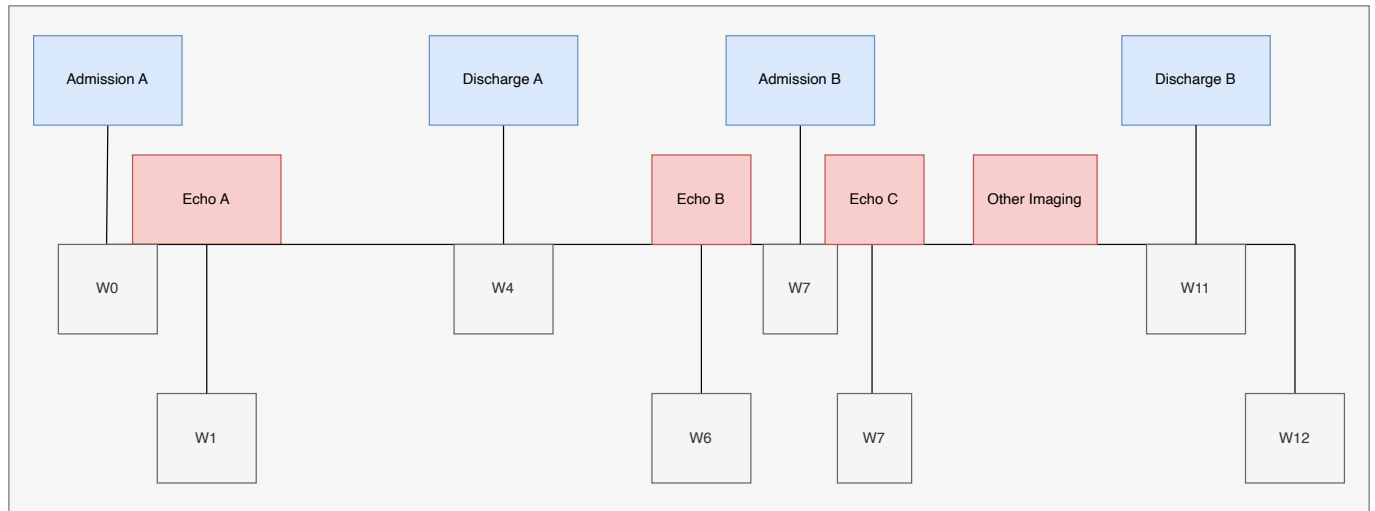 Admission A
Discharge A
Admission B
Discharge B
Echo A
Echo B
Echo C
Other Imaging
W0
W4
W7
W11
W1
W6
W7
W12